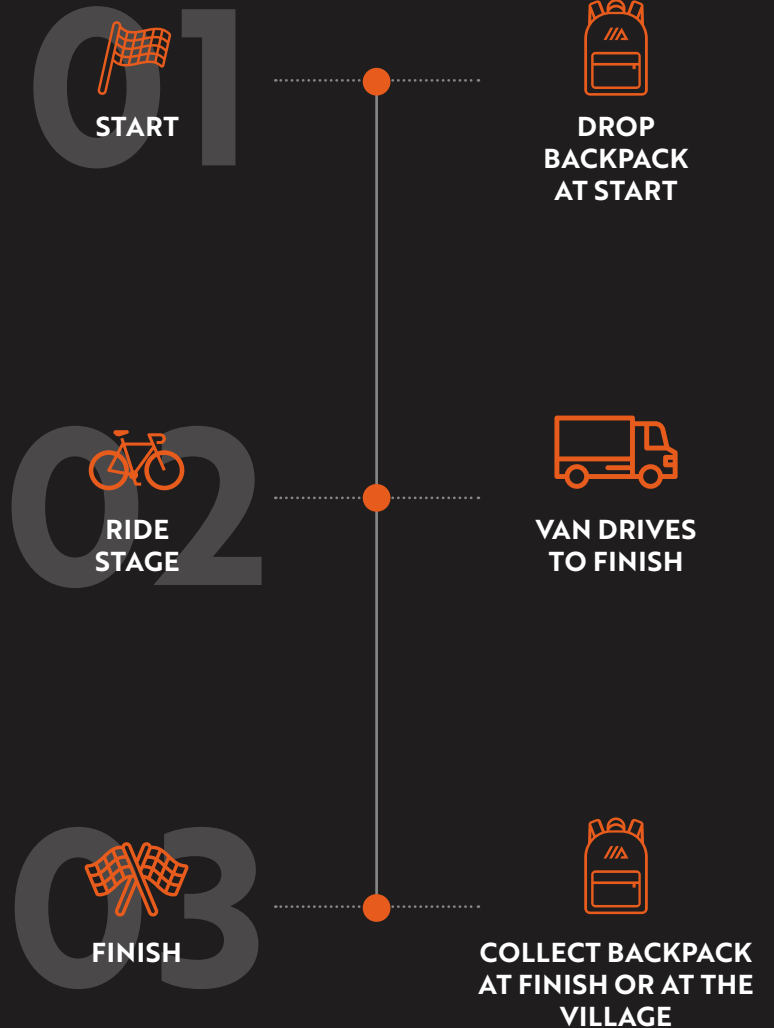 01
START
DROP
BACKPACK
AT START
02
RIDE
STAGE
VAN DRIVES
TO FINISH
03
FINISH
COLLECT BACKPACK
AT FINISH OR AT THE
VILLAGE